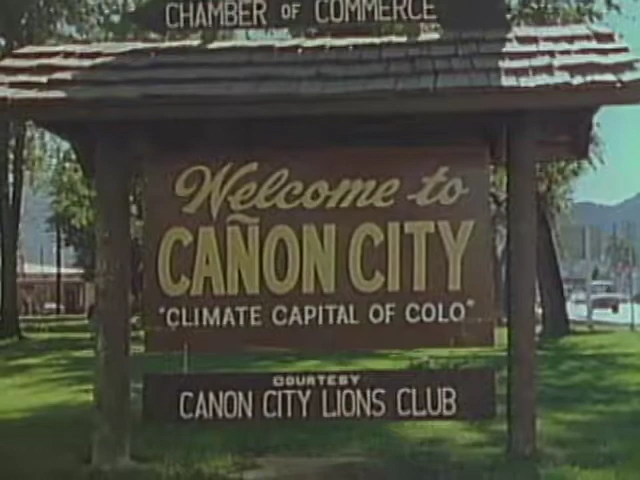 CHAMBER OF COMMERCE
Welcome to
CAÑON CITY
"CLIMATE CAPITAL OF COLO"
COURTESY
CANON CITY LIONS CLUB